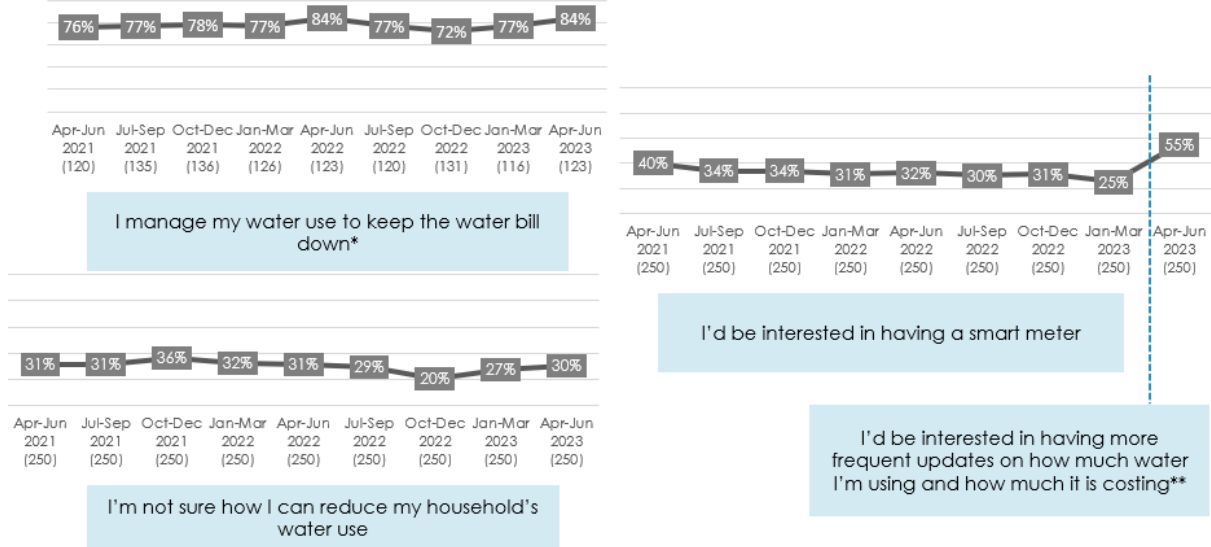 76% 77% 78% 77% 84% 77% 72% 77% 84%
Apr-Jun Jul-Sep Oct-Dec Jan-Mar Apr-Jun Jul-Sep Oct-Dec Jan-Mar Apr-Jun
2021 2021 2021 2022 2022 2022 2022 2023 2023
(120) (135) (136) (126) (123) (120) (131) (116) (123)
I manage my water use to keep the water bill
down*
31% 31% 36% 32% 31% 29% 20% 27% 30%
Apr-Jun Jul-Sep Oct-Dec Jan-Mar Apr-Jun Jul-Sep Oct-Dec Jan-Mar Apr-Jun
2021 2021 2021 2022 2022 2022 2022 2023 2023
(250) (250) (250) (250) (250) (250) (250) (250) (250)
I'm not sure how I can reduce my household's
water use
40% 34% 34% 31% 32% 30% 31% 25% 55%
Apr-Jun Jul-Sep Oct-Dec Jan-Mar Apr-Jun Jul-Sep Oct-Dec Jan-Mar Apr-Jun
2021 2021 2021 2022 2022 2022 2022 2023 2023
(250) (250) (250) (250) (250) (250) (250) (250) (250)
I'd be interested in having a smart meter
I'd be interested in having more
frequent updates on how much water
I'm using and how much it is costing**